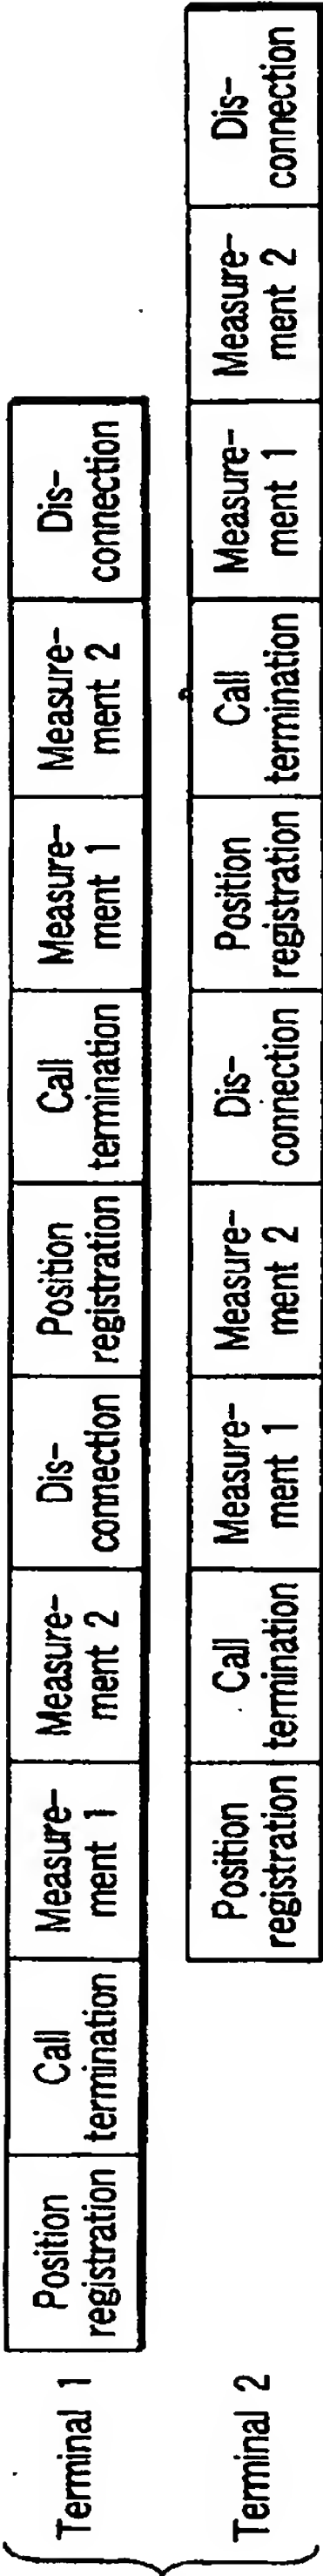 Terminal 1
Position
registration
Call
termination
Measure-
ment 1
Measure-
ment 2
Dis-
connection
Position
registration
Call
termination
Measure-
ment 1
Measure-
ment 2
Dis-
connection
Terminal 2
Position
registration
Call
termination
Measure-
ment 1
Measure-
ment 2
Dis-
connection
Position
registration
Call
termination
Measure-
ment 1
Measure-
ment 2
Dis-
connection